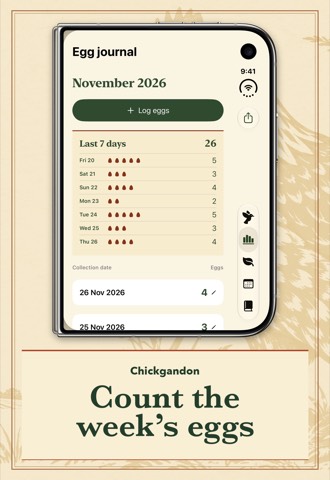 Egg journal
9:41
November 2026
+ Log eggs
Last 7 days 26
Fri 20 5
Sat 21 3
Sun 22 4
Mon 23 2
Tue 24 5
Wed 25 3
Thu 26 4
Collection date Eggs
26 Nov 2026 4
25 Nov 2026 3
Chickgandon
Count the
week's eggs